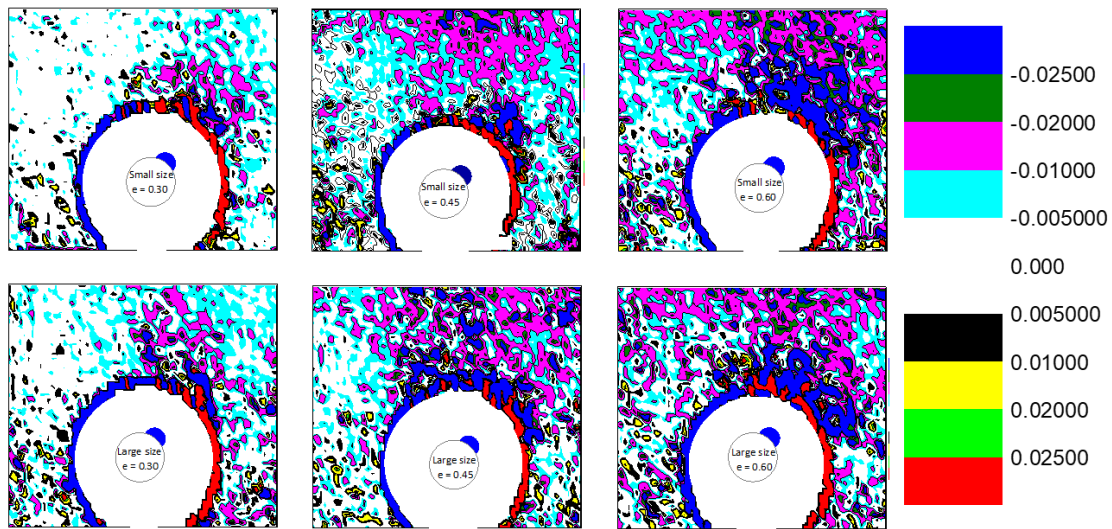 Small size
e = 0.30
Small size
e = 0.45
Small size
e = 0.60
Large size
e = 0.30
Large size
e = 0.45
Large size
e = 0.60
-0.02500
-0.02000
-0.01000
-0.005000
0.000
0.005000
0.01000
0.02000
0.02500